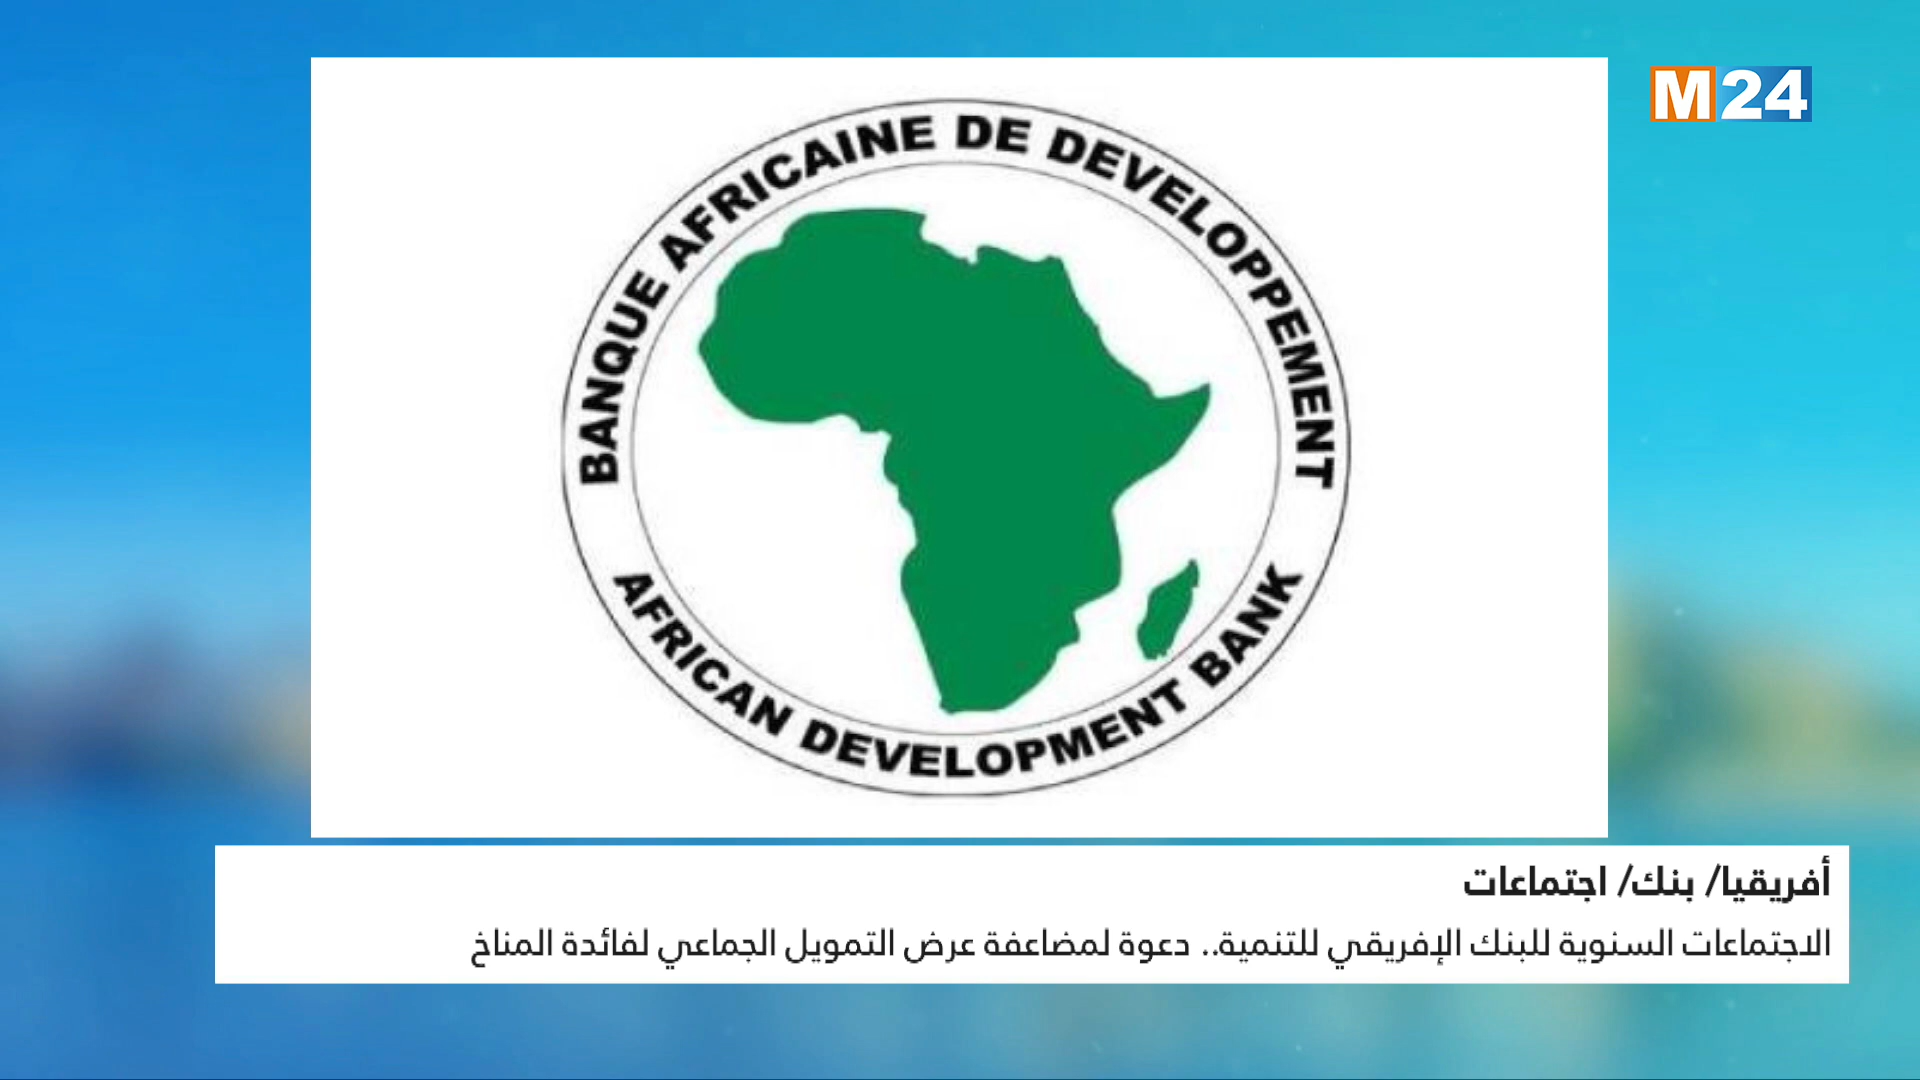 M24
BANQUE AFRICAINE DE DEVELOPPEMENT
AFRICAN DEVELOPMENT BANK
أفريقيا/ بنك/ اجتماعات
الاجتماعات السنوية للبنك الإفريقي للتنمية.. دعوة لمضاعفة عرض التمويل الجماعي لفائدة المناخ